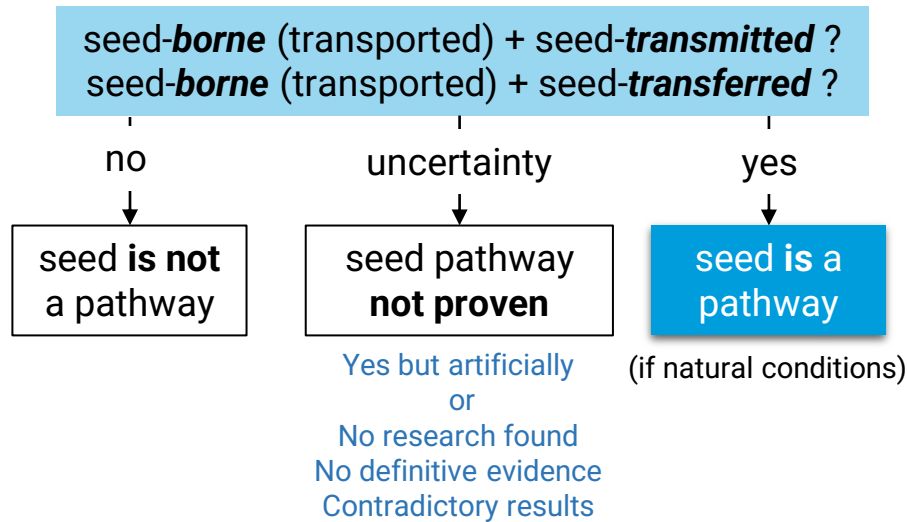 seed-borne (transported) + seed-transmitted ?
seed-borne (transported) + seed-transferred ?
no
uncertainty
yes
seed is not
a pathway
seed pathway
not proven
seed is a
pathway
Yes but artificially
or
No research found
No definitive evidence
Contradictory results
(if natural conditions)